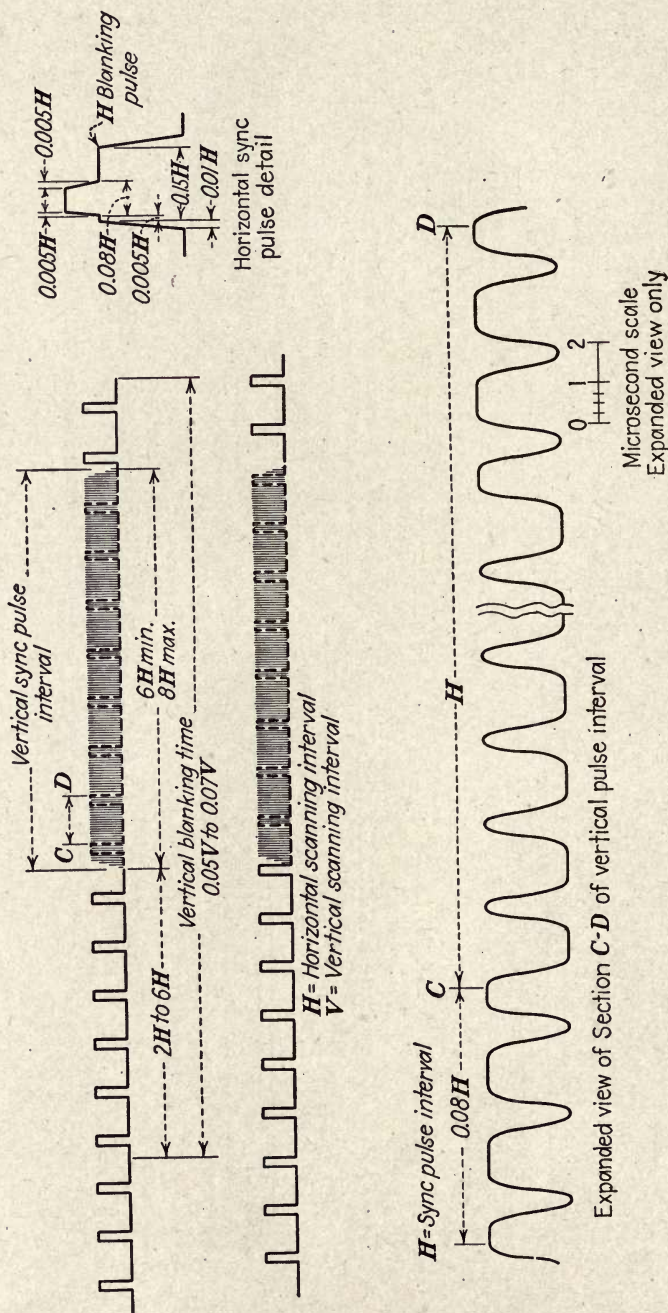 Vertical sync pulse
interval
C
D
6H min.
8H max.
2H to 6H
Vertical blanking time
0.05V to 0.07V
H = Horizontal scanning interval
V = Vertical scanning interval
0.005H
0.005H
H Blanking
pulse
0.08H
0.005H
0.15H
0.01H
Horizontal sync
pulse detail
H = Sync pulse interval
0.08H
C
H
D
0 1 2
Microsecond scale
Expanded view only
Expanded view of Section C-D of vertical pulse interval